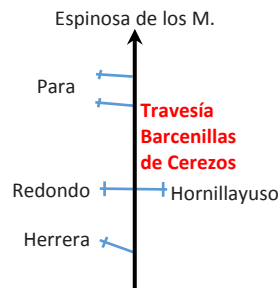 Espinosa de los M.
Para
Travesía
Barcenillas
de Cerezos
Redondo
Hornillayuso
Herrera